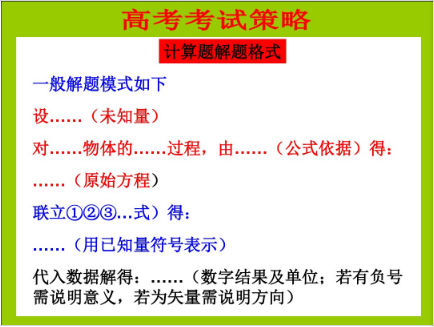 高考考试策略
计算题解题格式
一般解题模式如下
设……（未知量）
对……物体的……过程，由……（公式依据）得：
……（原始方程）
联立①②③…式）得：
……（用已知量符号表示）
代入数据解得：……（数字结果及单位；若有负号
需说明意义，若为矢量需说明方向）